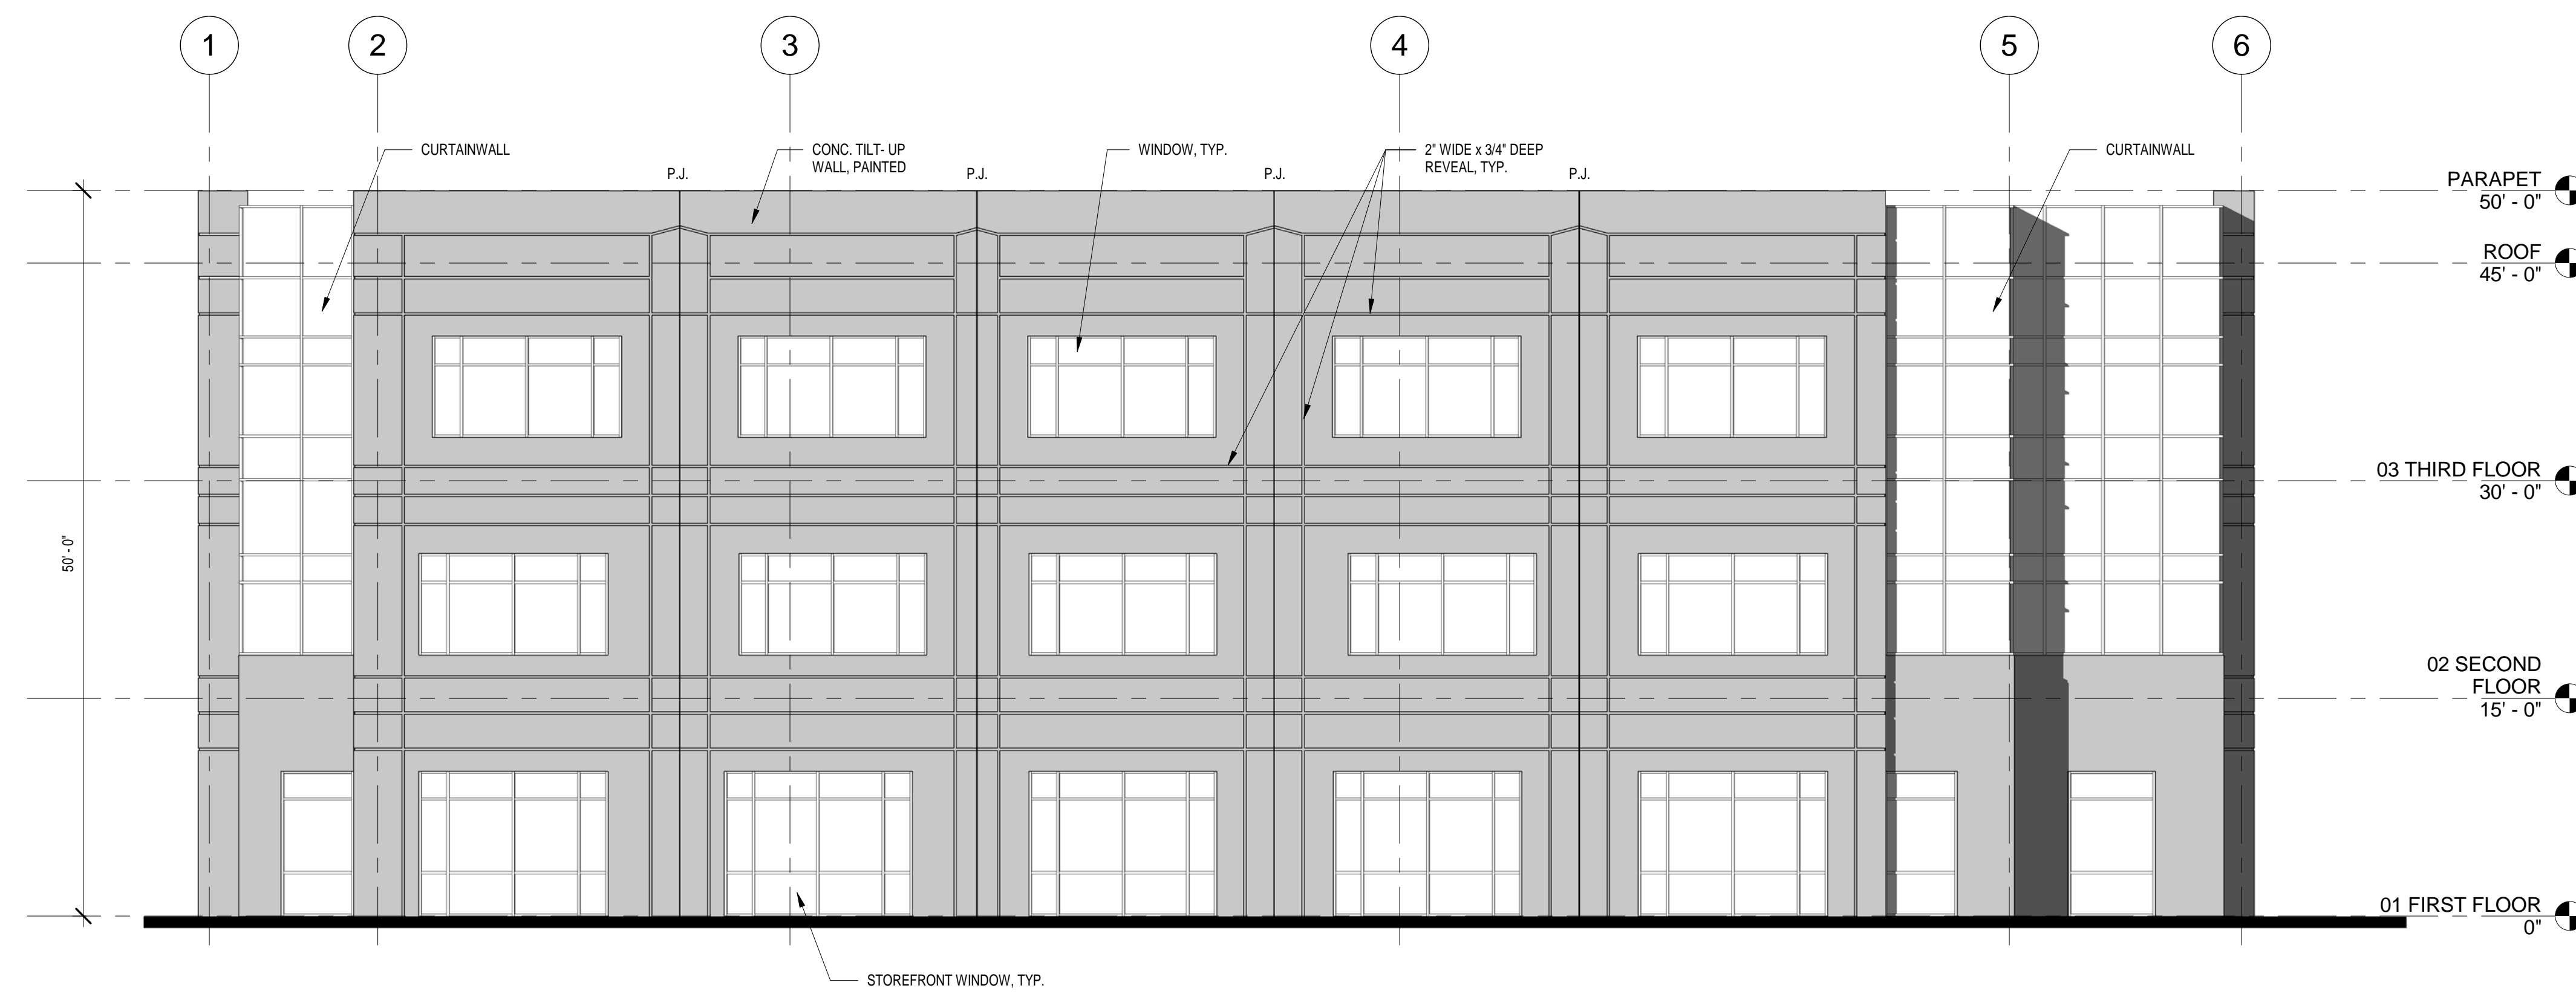 1 2 3 4 5 6
CURTAINWALL
CONC. TILT- UP
WALL, PAINTED
WINDOW, TYP.
2" WIDE x 3/4" DEEP
REVEAL, TYP.
CURTAINWALL
P.J. P.J. P.J. P.J.
PARAPET
50' - 0"
ROOF
45' - 0"
03 THIRD FLOOR
30' - 0"
50' - 0"
02 SECOND
FLOOR
15' - 0"
01 FIRST FLOOR
0"
STOREFRONT WINDOW, TYP.